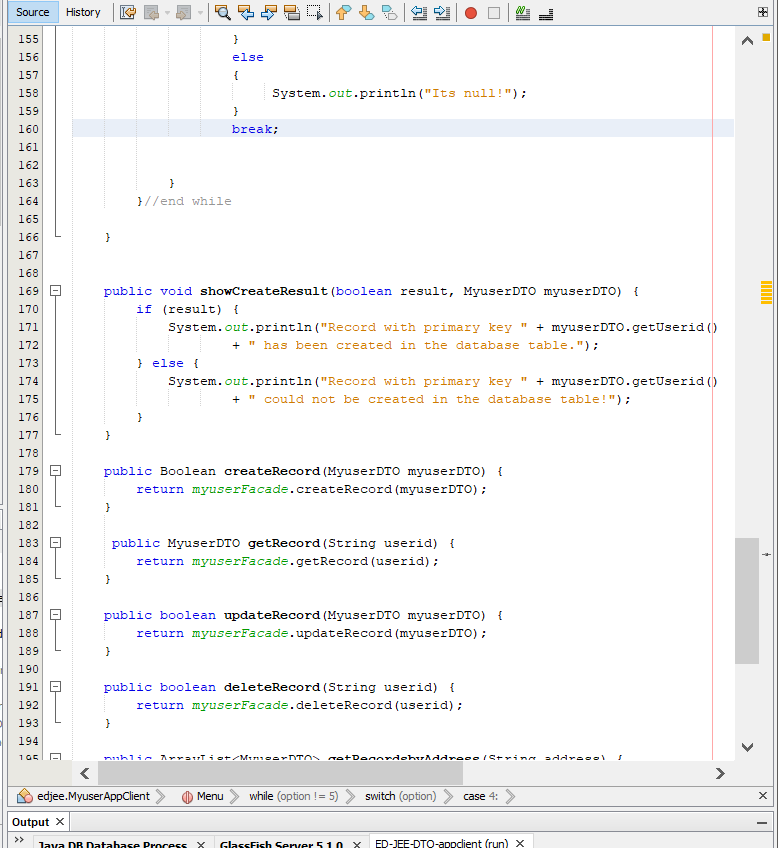 Source History
155 }
156 else
157 {
158 System.out.println("Its null!");
159 }
160 break;
161
162
163 }
164 }//end while
165
166 }
167
168
169 public void showCreateResult(boolean result, MyuserDTO myuserDTO) {
170 if (result) {
171 System.out.println("Record with primary key " + myuserDTO.getUserid()
172 + " has been created in the database table.");
173 } else {
174 System.out.println("Record with primary key " + myuserDTO.getUserid()
175 + " could not be created in the database table!");
176 }
177 }
178
179 public Boolean createRecord(MyuserDTO myuserDTO) {
180 return myuserFacade.createRecord(myuserDTO);
181 }
182
183 public MyuserDTO getRecord(String userid) {
184 return myuserFacade.getRecord(userid);
185 }
186
187 public boolean updateRecord(MyuserDTO myuserDTO) {
188 return myuserFacade.updateRecord(myuserDTO);
189 }
190
191 public boolean deleteRecord(String userid) {
192 return myuserFacade.deleteRecord(userid);
193 }
194
195 public ArrayList<MyuserDTO> getRecordsbyAddress(String address) {
edjee.MyuserAppClient Menu while (option != 5) switch (option) case 4:
Output
Java DB Database Process GlassFish Server 5.1.0 ED-JEE-DTO-appclient (run)